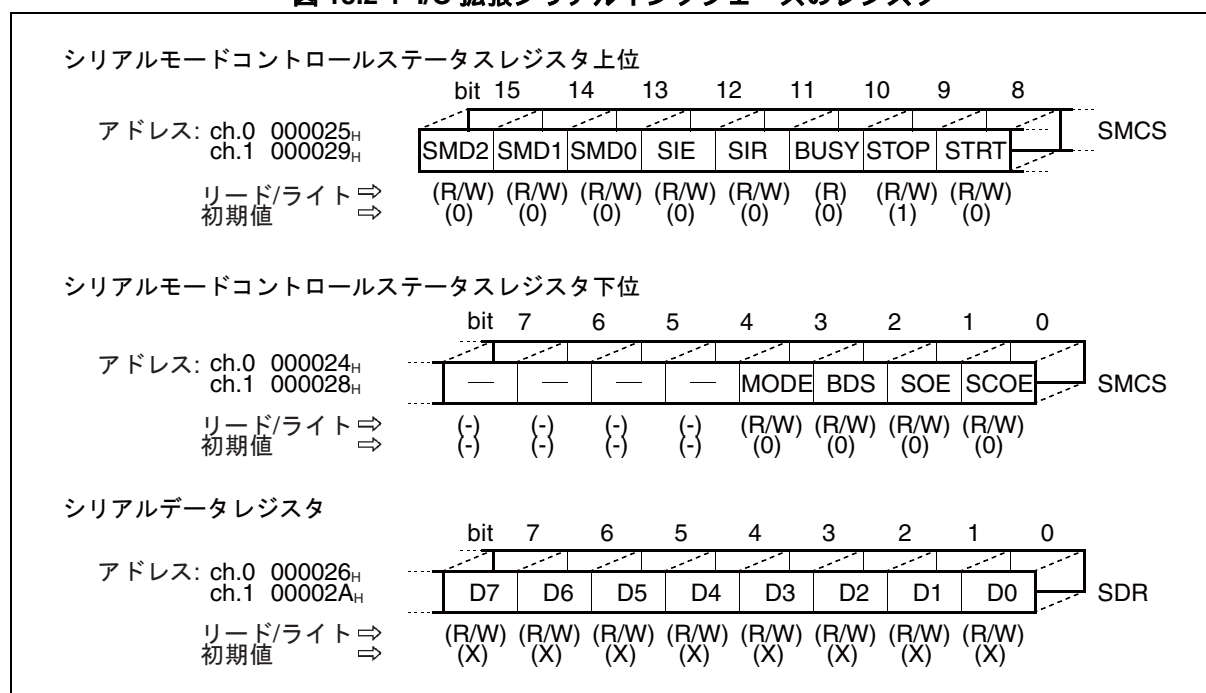 シリアルモードコントロールステータスレジスタ上位
bit 15 14 13 12 11 10 9 8
アドレス: ch.0 000025H
ch.1 000029H
SMD2 SMD1 SMD0 SIE SIR BUSY STOP STRT
SMCS
リード/ライト ⇨ (R/W) (R/W) (R/W) (R/W) (R/W) (R) (R/W) (R/W)
初期値 ⇨ (0) (0) (0) (0) (0) (0) (1) (0)
シリアルモードコントロールステータスレジスタ下位
bit 7 6 5 4 3 2 1 0
アドレス: ch.0 000024H
ch.1 000028H
— — — — MODE BDS SOE SCOE
SMCS
リード/ライト ⇨ (-) (-) (-) (-) (R/W) (R/W) (R/W) (R/W)
初期値 ⇨ (-) (-) (-) (-) (0) (0) (0) (0)
シリアルデータレジスタ
bit 7 6 5 4 3 2 1 0
アドレス: ch.0 000026H
ch.1 00002AH
D7 D6 D5 D4 D3 D2 D1 D0
SDR
リード/ライト ⇨ (R/W) (R/W) (R/W) (R/W) (R/W) (R/W) (R/W) (R/W)
初期値 ⇨ (X) (X) (X) (X) (X) (X) (X) (X)